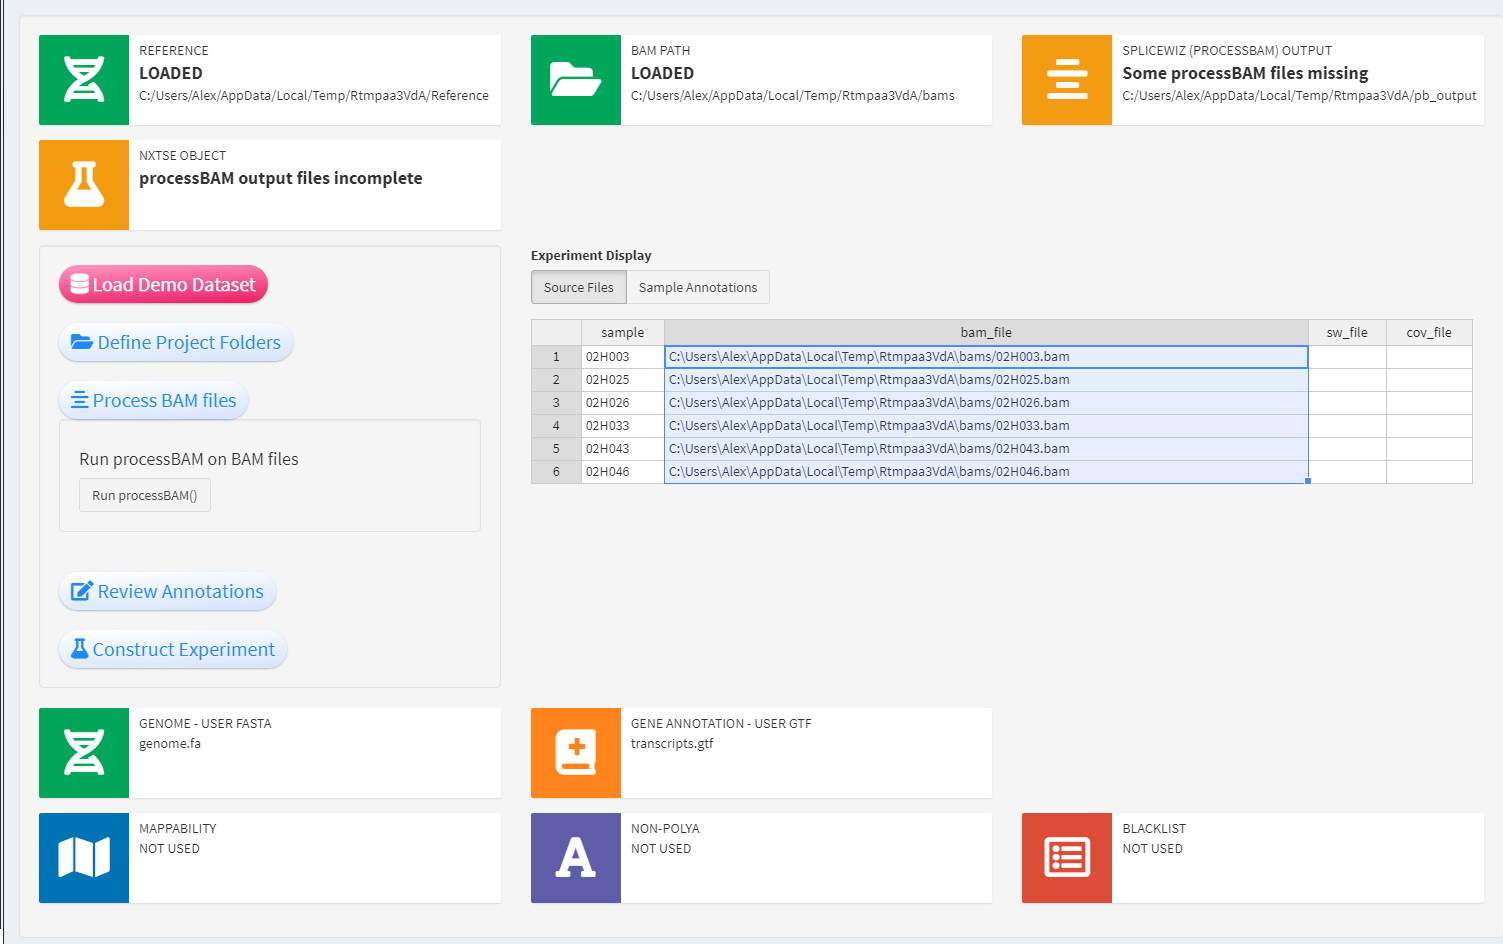 REFERENCE
LOADED
C:/Users/Alex/AppData/Local/Temp/Rtmpaa3VdA/Reference
BAM PATH
LOADED
C:/Users/Alex/AppData/Local/Temp/Rtmpaa3VdA/bams
SPLICEWIZ (PROCESSBAM) OUTPUT
Some processBAM files missing
C:/Users/Alex/AppData/Local/Temp/Rtmpaa3VdA/pb_output
NXTSE OBJECT
processBAM output files incomplete
Load Demo Dataset
Define Project Folders
Process BAM files
Run processBAM on BAM files
Run processBAM()
Review Annotations
Construct Experiment
Experiment Display
Source Files Sample Annotations
sample bam_file sw_file cov_file
1 02H003 C:\Users\Alex\AppData\Local\Temp\Rtmpaa3VdA\bams/02H003.bam
2 02H025 C:\Users\Alex\AppData\Local\Temp\Rtmpaa3VdA\bams/02H025.bam
3 02H026 C:\Users\Alex\AppData\Local\Temp\Rtmpaa3VdA\bams/02H026.bam
4 02H033 C:\Users\Alex\AppData\Local\Temp\Rtmpaa3VdA\bams/02H033.bam
5 02H043 C:\Users\Alex\AppData\Local\Temp\Rtmpaa3VdA\bams/02H043.bam
6 02H046 C:\Users\Alex\AppData\Local\Temp\Rtmpaa3VdA\bams/02H046.bam
GENOME - USER FASTA
genome.fa
GENE ANNOTATION - USER GTF
transcripts.gtf
MAPPABILITY
NOT USED
NON-POLYA
NOT USED
BLACKLIST
NOT USED